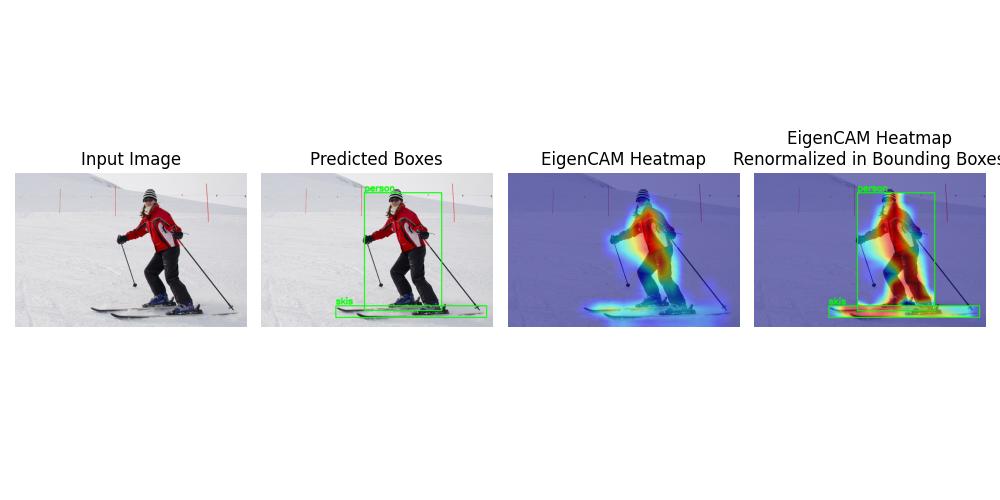 Input Image
Predicted Boxes
EigenCAM Heatmap
EigenCAM Heatmap
Renormalized in Bounding Boxes
person
skis
person
skis